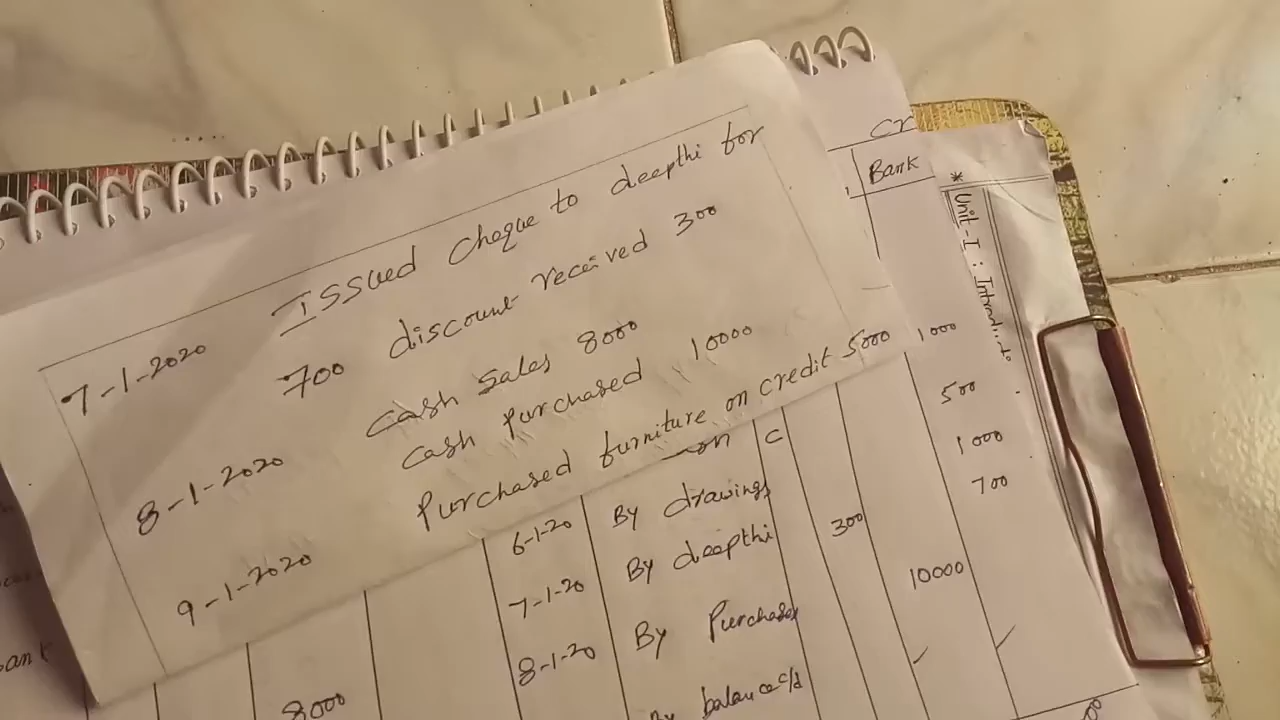 7-1-2020 Issued Cheque to deepthi for
700 discount received 300
8-1-2020 Cash Sales 8000
Cash Purchased 10000
9-1-2020 Purchased furniture on credit 5000
Cr
Bank
* Unit-I :
1000
C
500
6-1-20 By drawings 1000
7-1-20 By deepthi 300 700
8-1-20 By Purchases 10000
By balance c/d
8000